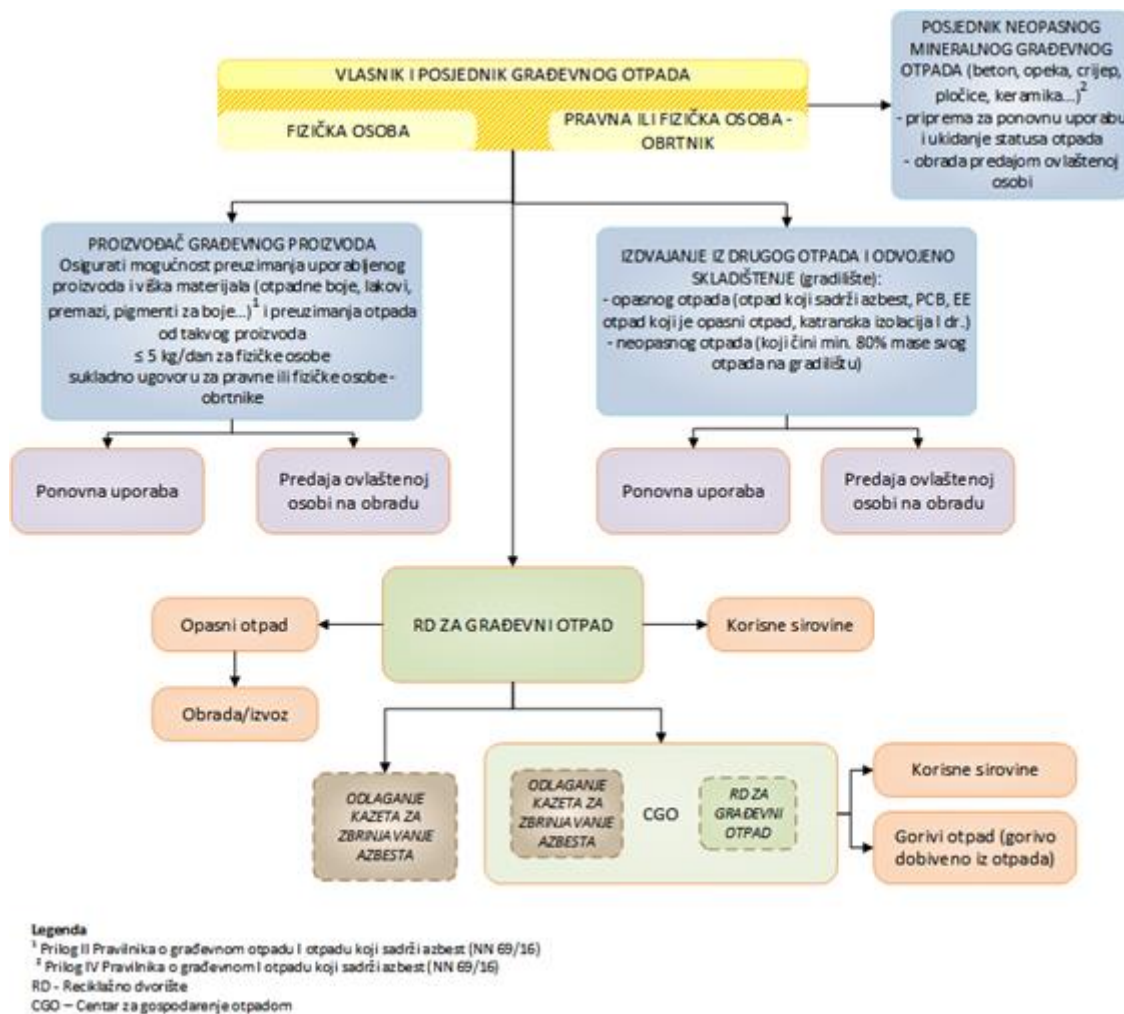 VLASNIK I POSJEDNIK GRAĐEVNOG OTPADA
FIZIČKA OSOBA
PRAVNA ILI FIZIČKA OSOBA -
OBRTNIK
POSJEDNIK NEOPASNOG
MINERALNOG GRAĐEVNOG
OTPADA (beton, opeka, crijep,
pločice, keramika...)²
- priprema za ponovnu uporabu
i ukidanje statusa otpada
- obrada predajom ovlaštenoj
osobi
PROIZVOĐAČ GRAĐEVNOG PROIZVODA
Osigurati mogućnost preuzimanja uporabljenog
proizvoda i viška materijala (otpadne boje, lakovi,
premazi, pigmenti za boje...)¹ i preuzimanja otpada
od takvog proizvoda
≤ 5 kg/dan za fizičke osobe
sukladno ugovoru za pravne ili fizičke osobe-
obrtnike
IZDVAJANJE IZ DRUGOG OTPADA I ODVOJENO
SKLADIŠTENJE (gradilište):
- opasnog otpada (otpad koji sadrži azbest, PCB, EE
otpad koji je opasni otpad, katranska izolacija I dr.)
- neopasnog otpada (koji čini min. 80% mase svog
otpada na gradilištu)
Ponovna uporaba
Predaja ovlaštenoj
osobi na obradu
Ponovna uporaba
Predaja ovlaštenoj
osobi na obradu
Opasni otpad
RD ZA GRAĐEVNI OTPAD
Korisne sirovine
Obrada/izvoz
ODLAGANJE
KAZETA ZA
ZBRINJAVANJE
AZBESTA
ODLAGANJE
KAZETA ZA
ZBRINJAVANJE
AZBESTA
CGO
RD ZA
GRAĐEVNI
OTPAD
Korisne sirovine
Gorivi otpad (gorivo
dobiveno iz otpada)
Legenda
¹ Prilog II Pravilnika o građevnom otpadu I otpadu koji sadrži azbest (NN 69/16)
² Prilog IV Pravilnika o građevnom I otpadu koji sadrži azbest (NN 69/16)
RD - Reciklažno dvorište
CGO – Centar za gospodarenje otpadom